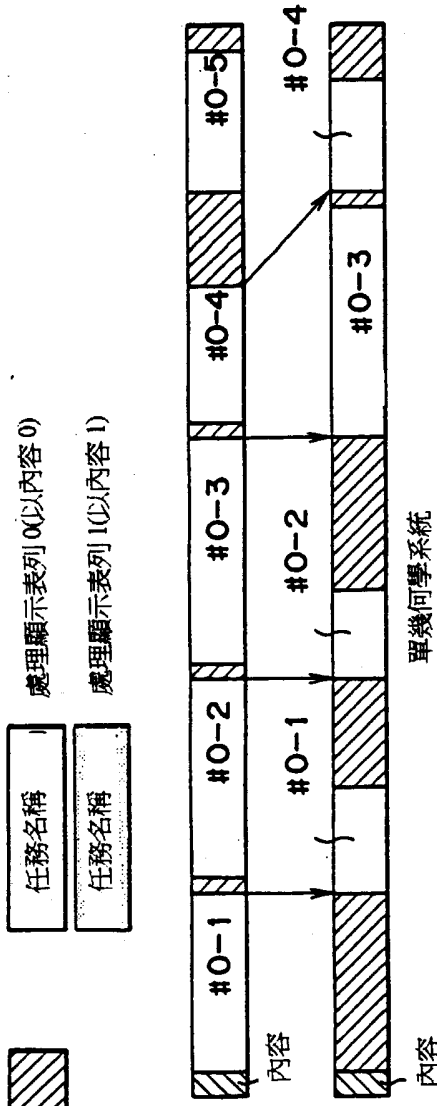 任務名稱
處理顯示表列 0(以內容 0)
任務名稱
處理顯示表列 1(以內容 1)
#0-1
#0-2
#0-3
#0-4
#0-5
內容
#0-1
#0-2
#0-3
#0-4
內容
單幾何學系統